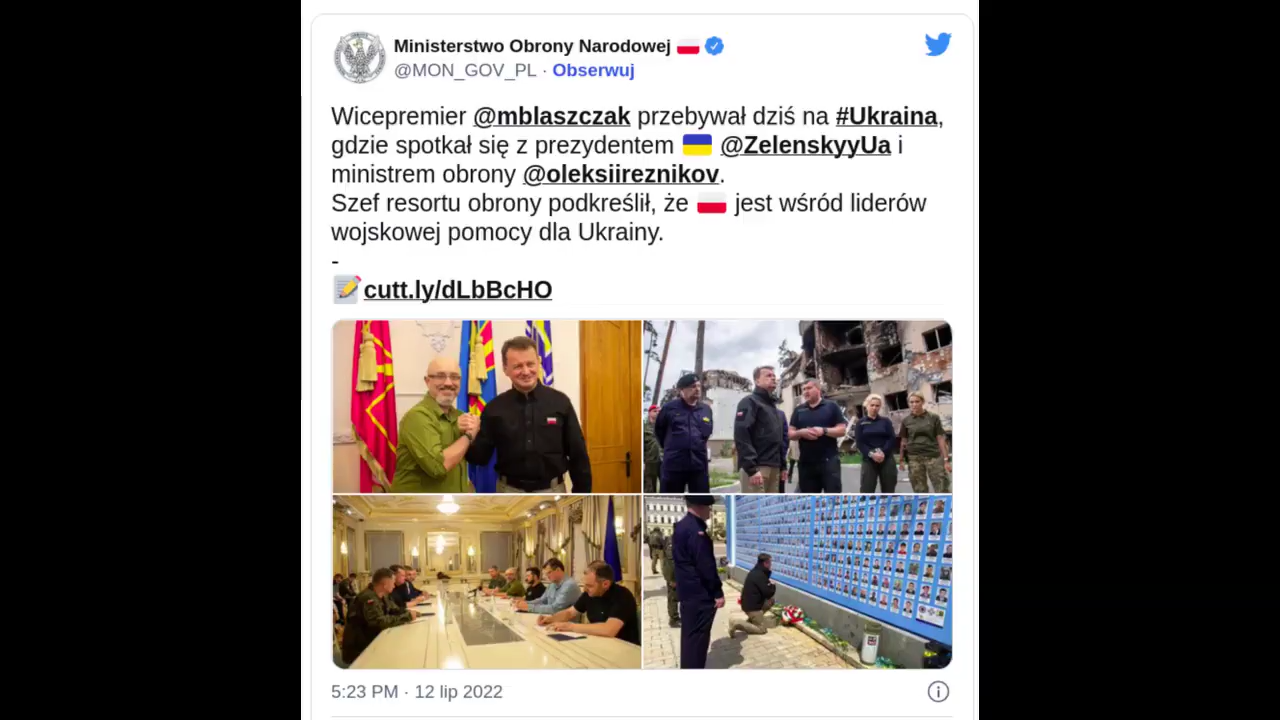 Ministerstwo Obrony Narodowej 🇵🇱
@MON_GOV_PL · Obserwuj
Wicepremier @mblaszczak przebywał dziś na #Ukraina,
gdzie spotkał się z prezydentem 🇺🇦 @ZelenskyyUa i
ministrem obrony @oleksiireznikov.
Szef resortu obrony podkreślił, że 🇵🇱 jest wśród liderów
wojskowej pomocy dla Ukrainy.
-
📝cutt.ly/dLbBcHO
5:23 PM · 12 lip 2022